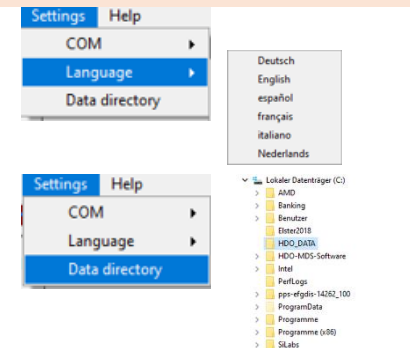 Settings Help
COM
Language
Data directory
Deutsch
English
español
français
italiano
Nederlands
Settings Help
COM
Language
Data directory
Lokaler Datenträger (C:)
AMD
Banking
Benutzer
Elster2018
HDO_DATA
HDO-MDS-Software
Intel
PerfLogs
pps-efgdis-14262_100
ProgramData
Programme
Programme (x86)
SiLabs